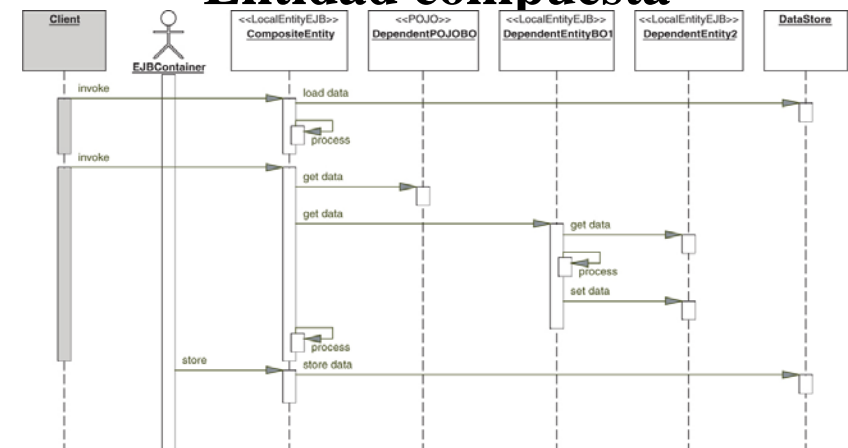 Entidad compuesta
Client
EJBContainer
<<LocalEntityEJB>>
CompositeEntity
<<POJO>>
DependentPOJOBO
<<LocalEntityEJB>>
DependentEntityBO1
<<LocalEntityEJB>>
DependentEntity2
DataStore
invoke
load data
process
invoke
get data
get data
get data
process
set data
process
store
store data